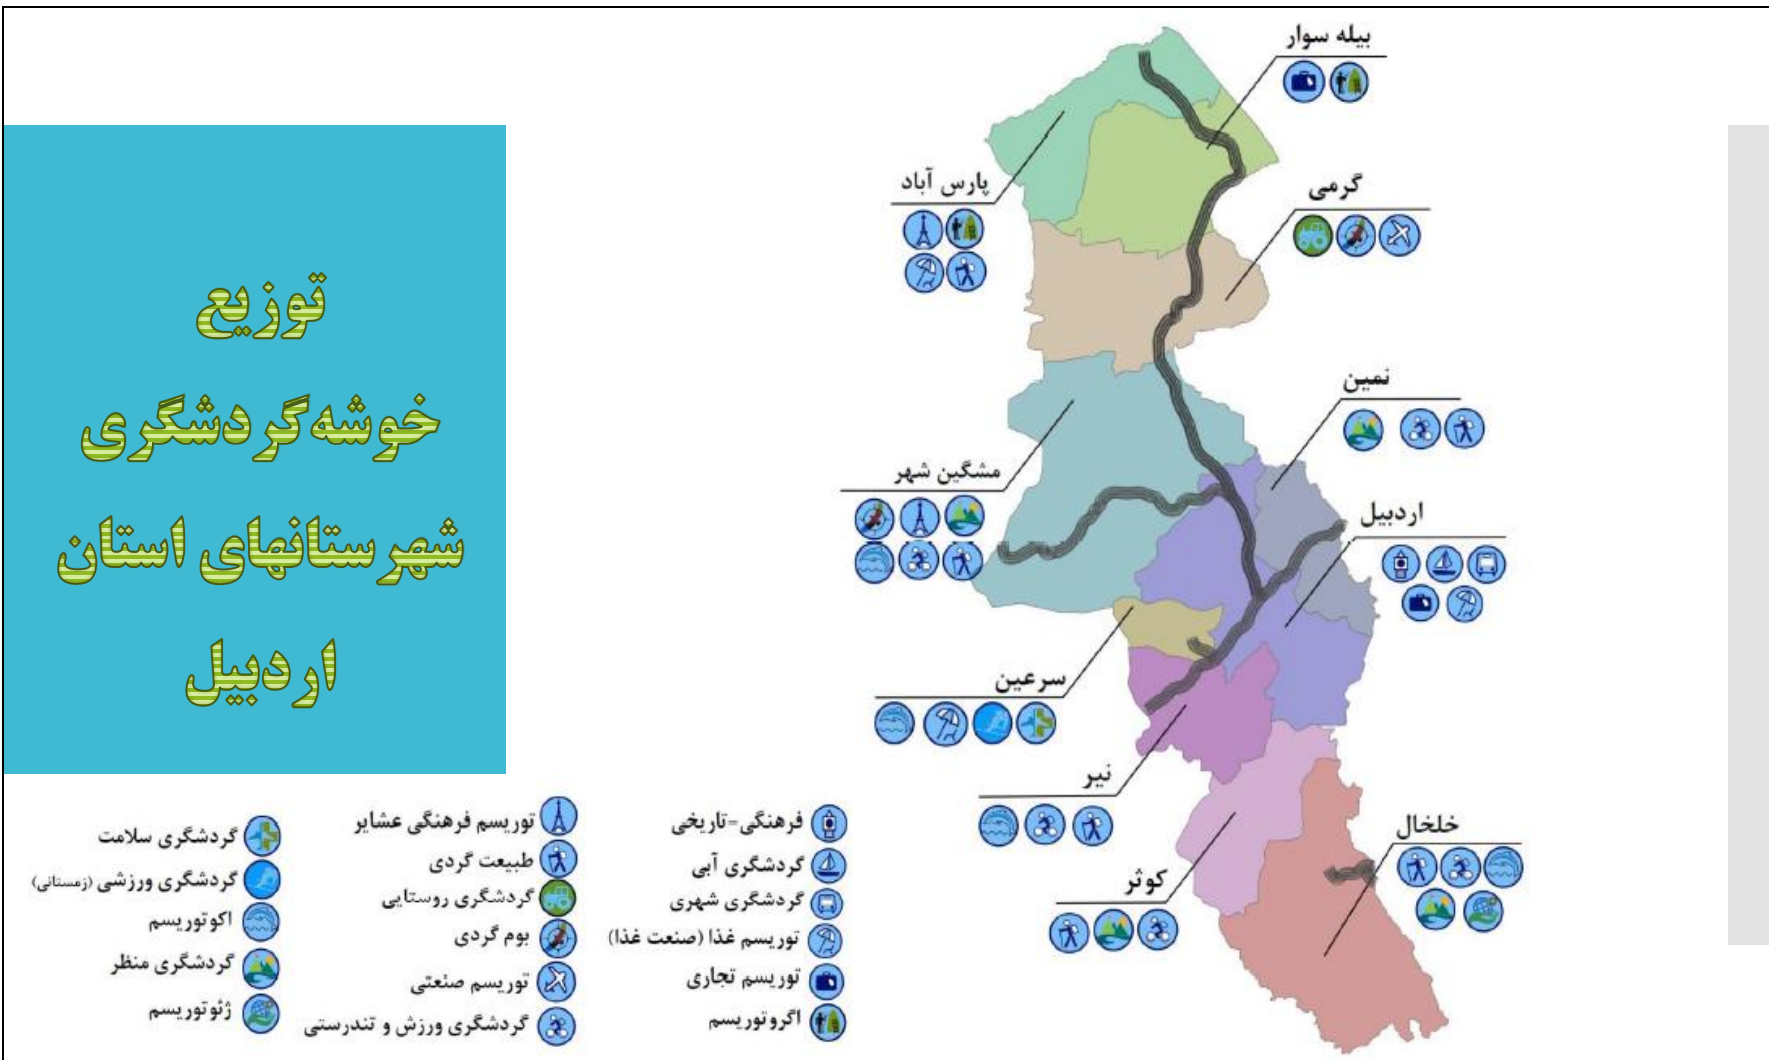 توزیع
خوشه‌گردشگری
شهرستانهای استان
اردبیل
بیله سوار
پارس آباد
گرمی
نمین
مشگین شهر
اردبیل
سرعین
نیر
خلخال
کوثر
فرهنگی-تاریخی
گردشگری آبی
گردشگری شهری
توریسم غذا (صنعت غذا)
توریسم تجاری
اگروتوریسم
توریسم فرهنگی عشایر
طبیعت گردی
گردشگری روستایی
بوم گردی
توریسم صنعتی
گردشگری ورزش و تندرستی
گردشگری سلامت
گردشگری ورزشی (زمستانی)
اکوتوریسم
گردشگری منظر
ژئوتوریسم